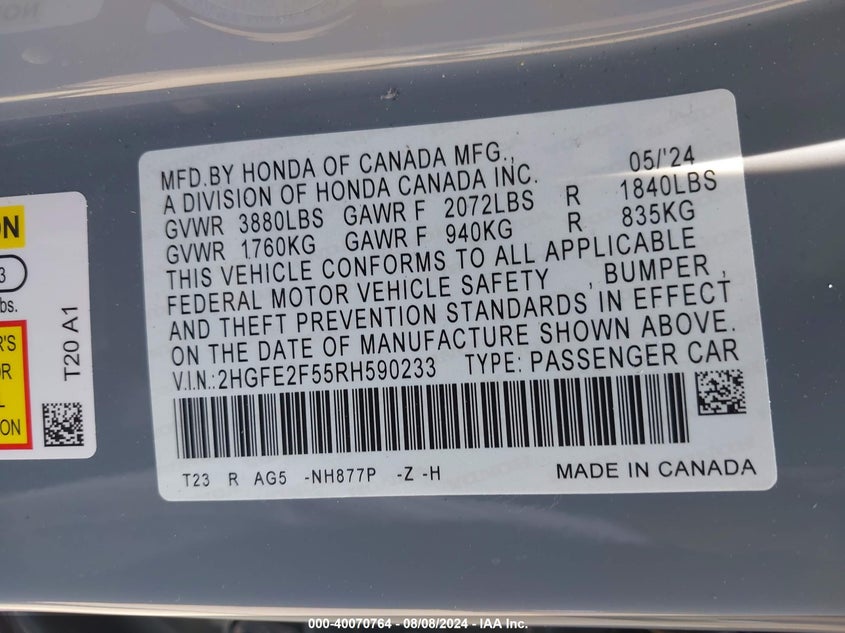 MFD.BY HONDA OF CANADA MFG., 05/'24
A DIVISION OF HONDA CANADA INC.
GVWR 3880LBS GAWR F 2072LBS R 1840LBS
GVWR 1760KG GAWR F 940KG R 835KG
THIS VEHICLE CONFORMS TO ALL APPLICABLE
FEDERAL MOTOR VEHICLE SAFETY , BUMPER ,
AND THEFT PREVENTION STANDARDS IN EFFECT
ON THE DATE OF MANUFACTURE SHOWN ABOVE.
V.I.N.:2HGFE2F55RH590233 TYPE: PASSENGER CAR
T23 R AG5 -NH877P -Z -H MADE IN CANADA
T20 A1
000-40070764 - 08/08/2024 - IAA Inc.